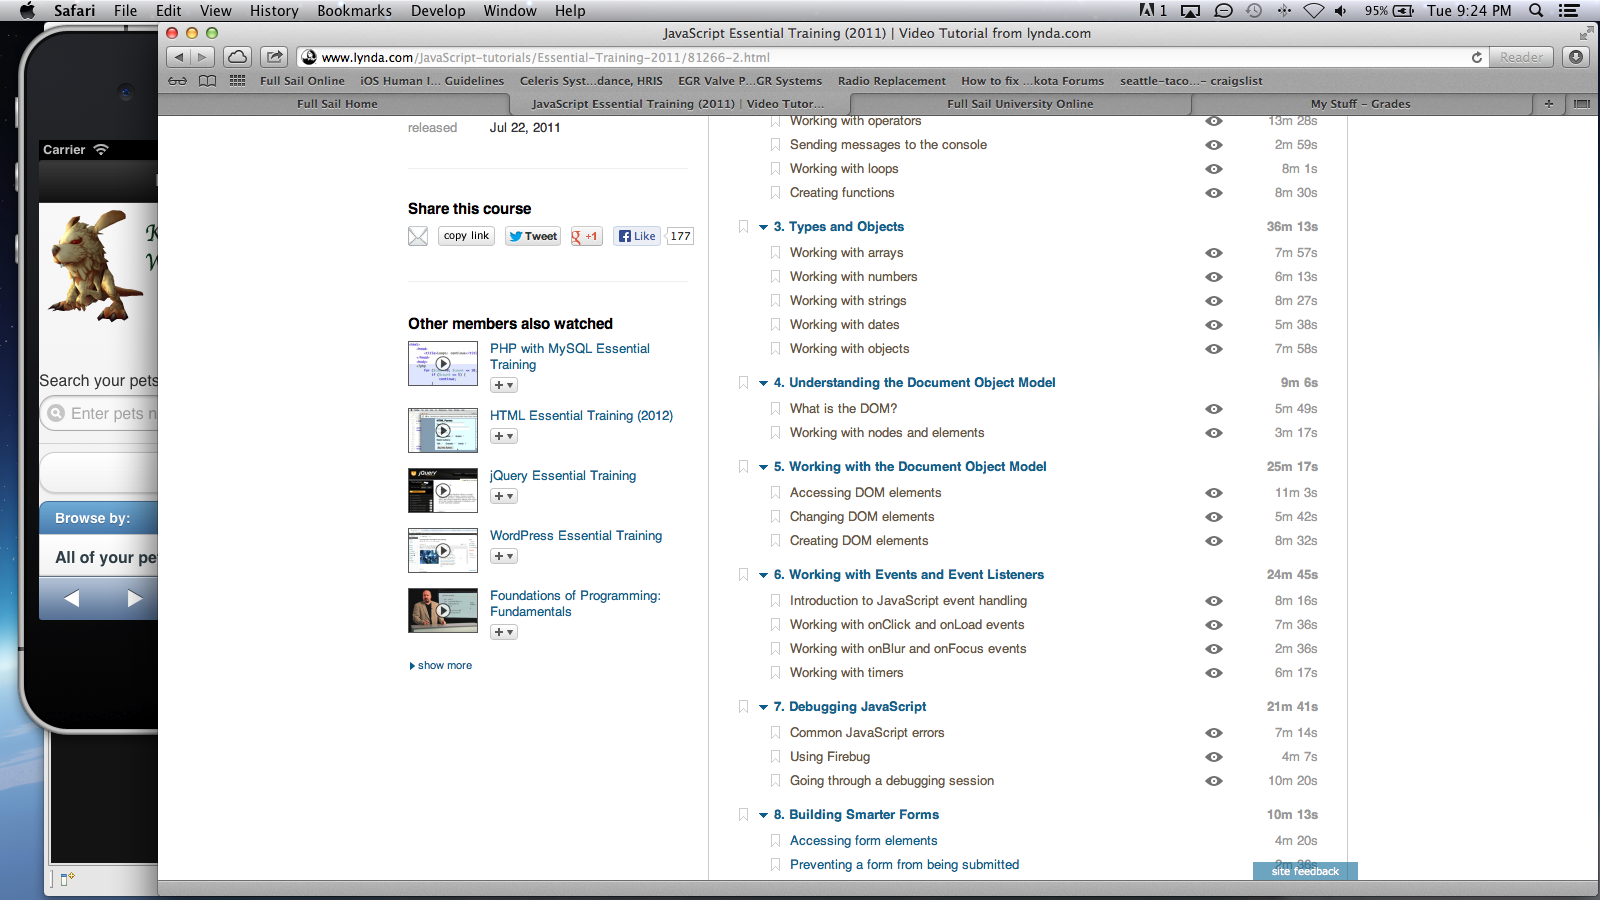 Safari File Edit View History Bookmarks Develop Window Help 1 95% Tue 9:24 PM
JavaScript Essential Training (2011) | Video Tutorial from lynda.com
www.lynda.com/JavaScript-tutorials/Essential-Training-2011/81266-2.html Reader
Full Sail Online iOS Human I... Guidelines Celeris Syst...dance, HRIS EGR Valve P...GR Systems Radio Replacement How to fix ...kota Forums seattle-taco...- craigslist
Full Sail Home JavaScript Essential Training (2011) | Video Tutor... Full Sail University Online My Stuff – Grades
Carrier
Search your pets
Enter pets n
Browse by:
All of your pe
released Jul 22, 2011
Share this course
copy link Tweet +1 Like 177
Other members also watched
PHP with MySQL Essential
Training
HTML Essential Training (2012)
jQuery Essential Training
WordPress Essential Training
Foundations of Programming:
Fundamentals
show more
Working with operators 13m 28s
Sending messages to the console 2m 59s
Working with loops 8m 1s
Creating functions 8m 30s
3. Types and Objects 36m 13s
Working with arrays 7m 57s
Working with numbers 6m 13s
Working with strings 8m 27s
Working with dates 5m 38s
Working with objects 7m 58s
4. Understanding the Document Object Model 9m 6s
What is the DOM? 5m 49s
Working with nodes and elements 3m 17s
5. Working with the Document Object Model 25m 17s
Accessing DOM elements 11m 3s
Changing DOM elements 5m 42s
Creating DOM elements 8m 32s
6. Working with Events and Event Listeners 24m 45s
Introduction to JavaScript event handling 8m 16s
Working with onClick and onLoad events 7m 36s
Working with onBlur and onFocus events 2m 36s
Working with timers 6m 17s
7. Debugging JavaScript 21m 41s
Common JavaScript errors 7m 14s
Using Firebug 4m 7s
Going through a debugging session 10m 20s
8. Building Smarter Forms 10m 13s
Accessing form elements 4m 20s
Preventing a form from being submitted 2m 36s
site feedback